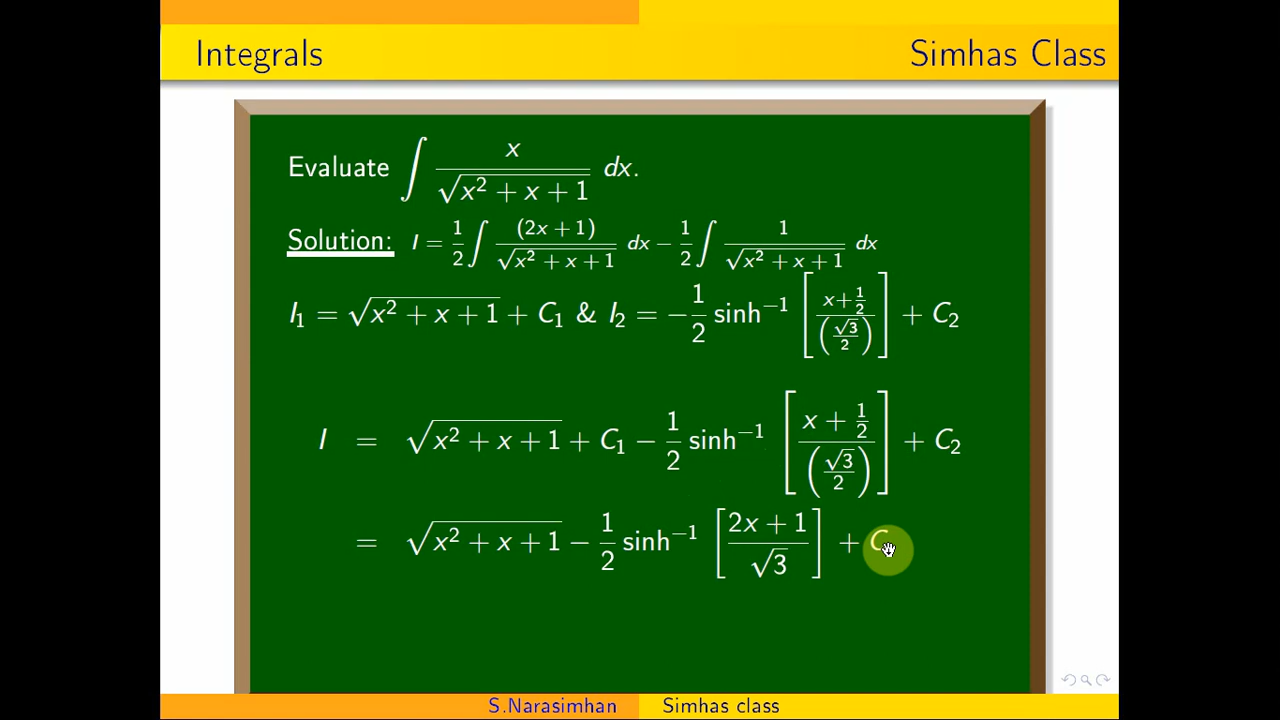 Integrals Simhas Class
Evaluate ∫ x / √(x² + x + 1) dx.
Solution: I = 1/2 ∫ (2x + 1) / √(x² + x + 1) dx − 1/2 ∫ 1 / √(x² + x + 1) dx
I₁ = √(x² + x + 1) + C₁ & I₂ = −1/2 sinh⁻¹ [(x + 1/2) / (√3/2)] + C₂
I = √(x² + x + 1) + C₁ − 1/2 sinh⁻¹ [(x + 1/2) / (√3/2)] + C₂
= √(x² + x + 1) − 1/2 sinh⁻¹ [(2x + 1) / √3] + C
S.Narasimhan Simhas class